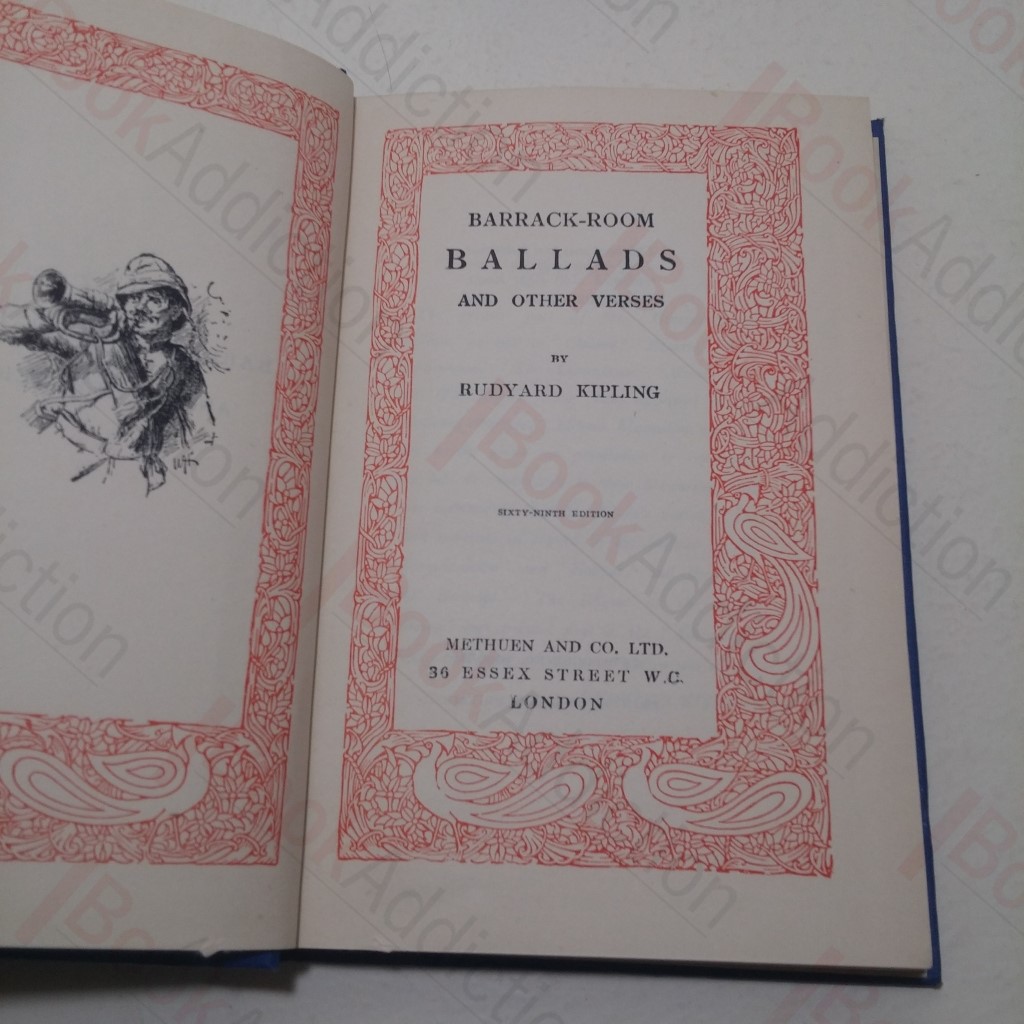 BARRACK-ROOM
BALLADS
AND OTHER VERSES
BY
RUDYARD KIPLING
SIXTY-NINTH EDITION
METHUEN AND CO. LTD.
36 ESSEX STREET W.C.
LONDON
BookAddiction